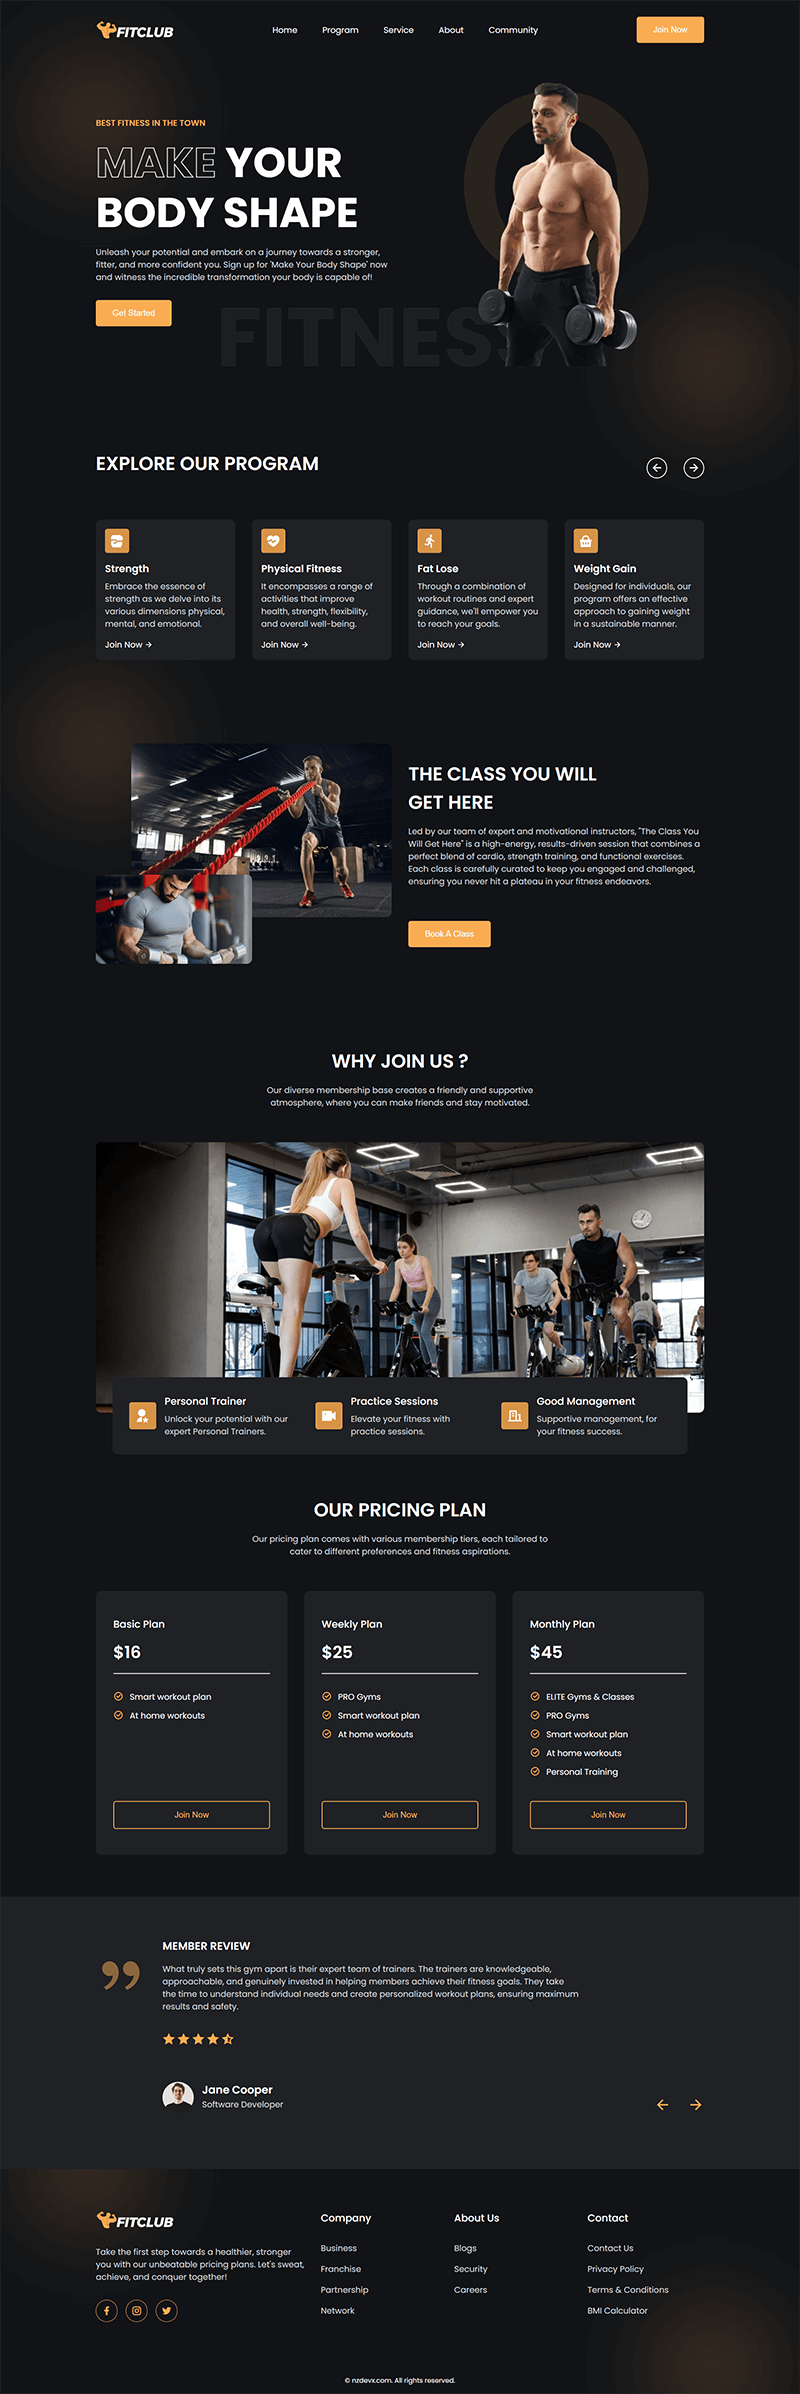 FITCLUB
Home
Program
Service
About
Community
Join Now
BEST FITNESS IN THE TOWN
MAKE YOUR
BODY SHAPE
Unleash your potential and embark on a journey towards a stronger,
fitter, and more confident you. Sign up for 'Make Your Body Shape' now
and witness the incredible transformation your body is capable of!
Get Started
FITNESS
EXPLORE OUR PROGRAM
Strength
Embrace the essence of
strength as we delve into its
various dimensions physical,
mental, and emotional.
Join Now →
Physical Fitness
It encompasses a range of
activities that improve
health, strength, flexibility,
and overall well-being.
Join Now →
Fat Lose
Through a combination of
workout routines and expert
guidance, we'll empower you
to reach your goals.
Join Now →
Weight Gain
Designed for individuals, our
program offers an effective
approach to gaining weight
in a sustainable manner.
Join Now →
THE CLASS YOU WILL
GET HERE
Led by our team of expert and motivational instructors, "The Class You
Will Get Here" is a high-energy, results-driven session that combines a
perfect blend of cardio, strength training, and functional exercises.
Each class is carefully curated to keep you engaged and challenged,
ensuring you never hit a plateau in your fitness endeavors.
Book A Class
WHY JOIN US ?
Our diverse membership base creates a friendly and supportive
atmosphere, where you can make friends and stay motivated.
Personal Trainer
Unlock your potential with our
expert Personal Trainers.
Practice Sessions
Elevate your fitness with
practice sessions.
Good Management
Supportive management, for
your fitness success.
OUR PRICING PLAN
Our pricing plan comes with various membership tiers, each tailored to
cater to different preferences and fitness aspirations.
Basic Plan
$16
Smart workout plan
At home workouts
Join Now
Weekly Plan
$25
PRO Gyms
Smart workout plan
At home workouts
Join Now
Monthly Plan
$45
ELITE Gyms & Classes
PRO Gyms
Smart workout plan
At home workouts
Personal Training
Join Now
MEMBER REVIEW
What truly sets this gym apart is their expert team of trainers. The trainers are knowledgeable,
approachable, and genuinely invested in helping members achieve their fitness goals. They take
the time to understand individual needs and create personalized workout plans, ensuring maximum
results and safety.
Jane Cooper
Software Developer
FITCLUB
Take the first step towards a healthier, stronger
you with our unbeatable pricing plans. Let's sweat,
achieve, and conquer together!
Company
Business
Franchise
Partnership
Network
About Us
Blogs
Security
Careers
Contact
Contact Us
Privacy Policy
Terms & Conditions
BMI Calculator
© nzdevx.com. All rights reserved.